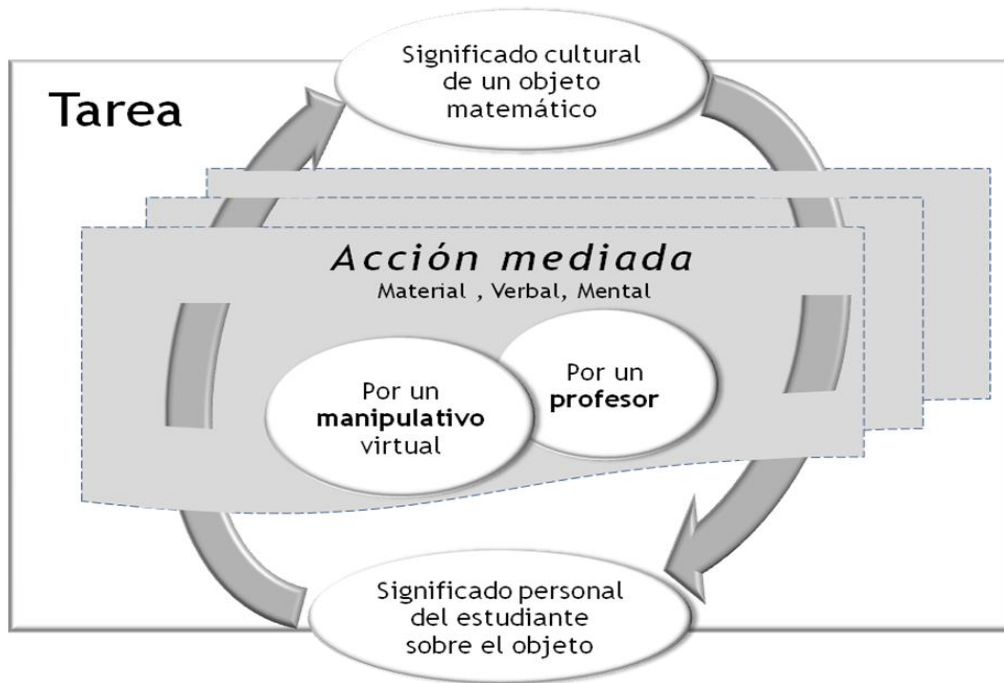 Significado cultural
de un objeto
matemático
Tarea
Acción mediada
Material , Verbal, Mental
Por un
manipulativo
virtual
Por un
profesor
Significado personal
del estudiante
sobre el objeto